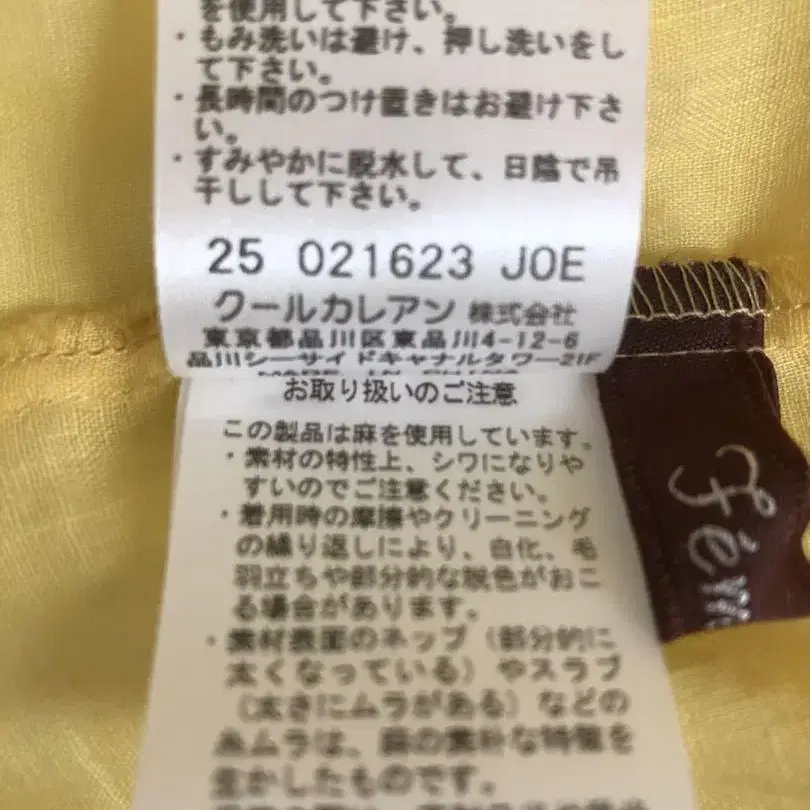 を使用して下さい。
・もみ洗いは避け、押し洗いをし
て下さい。
・長時間のつけ置きはお避け下さ
い。
・すみやかに脱水して、日陰で吊
干しして下さい。
25 021623 JOE
クールカレアン 株式会社
東京都品川区東品川4-12-6
品川シーサイドキャナルタワー21F
お取り扱いのご注意
この製品は麻を使用しています。
・素材の特性上、シワになりや
すいのでご注意ください。
・着用時の摩擦やクリーニング
の繰り返しにより、白化、毛
羽立ちや部分的な脱色がおこ
る場合があります。
・素材表面のネップ（部分的に
太くなっている）やスラブ
（太さにムラがある）などの
糸ムラは、麻の素朴な特徴を
生かしたものです。
Fém